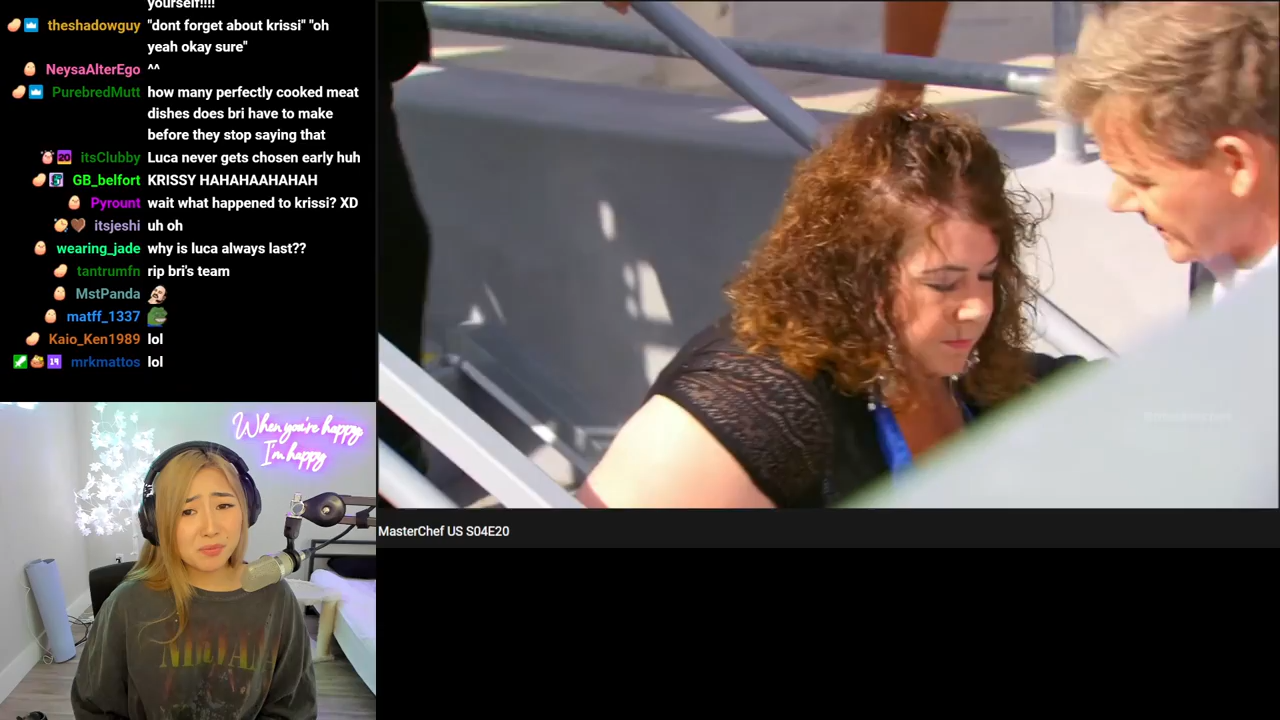 yourself!!!!
theshadowguy "dont forget about krissi" "oh
yeah okay sure"
NeysaAlterEgo ^^
PurebredMutt how many perfectly cooked meat
dishes does bri have to make
before they stop saying that
20 itsClubby Luca never gets chosen early huh
GB_belfort KRISSY HAHAHAAHAHAH
Pyrount wait what happened to krissi? XD
itsjeshi uh oh
wearing_jade why is luca always last??
tantrumfn rip bri's team
MstPanda
matff_1337
Kaio_Ken1989 lol
19 mrkmattos lol
When you're happy,
I'm happy
NIRVANA
MasterChef US S04E20